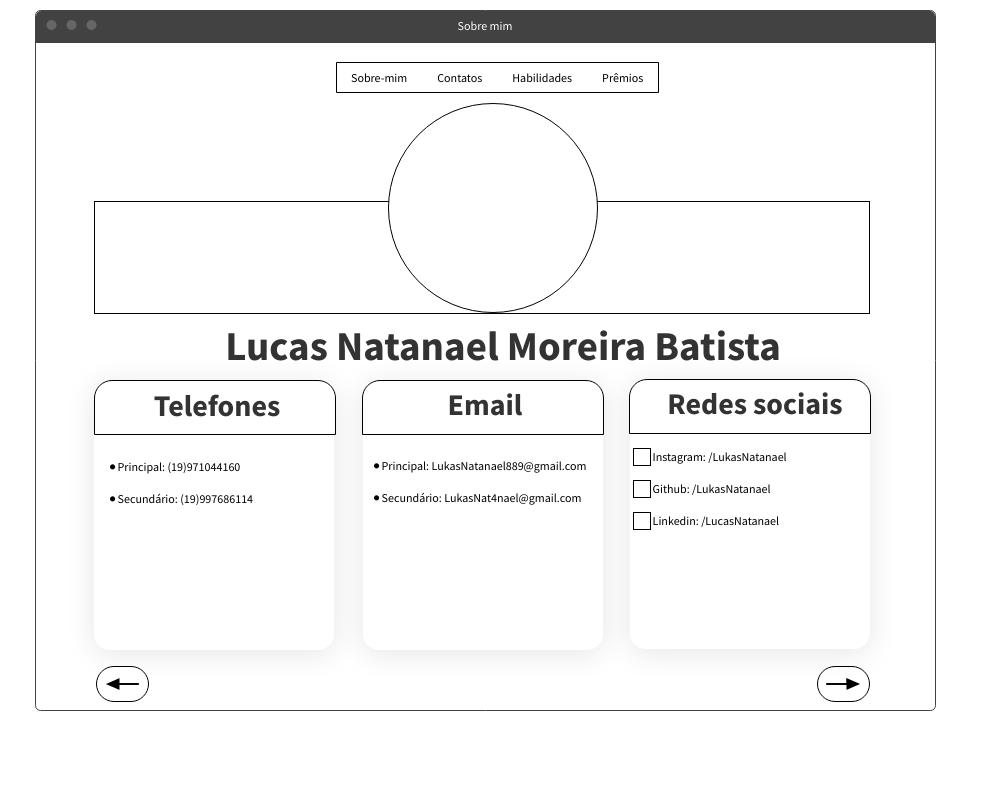 Sobre mim
Sobre-mim Contatos Habilidades Prêmios
Lucas Natanael Moreira Batista
Telefones
Principal: (19)971044160
Secundário: (19)997686114
Email
Principal: LukasNatanael889@gmail.com
Secundário: LukasNat4nael@gmail.com
Redes sociais
Instagram: /LukasNatanael
Github: /LukasNatanael
Linkedin: /LucasNatanael